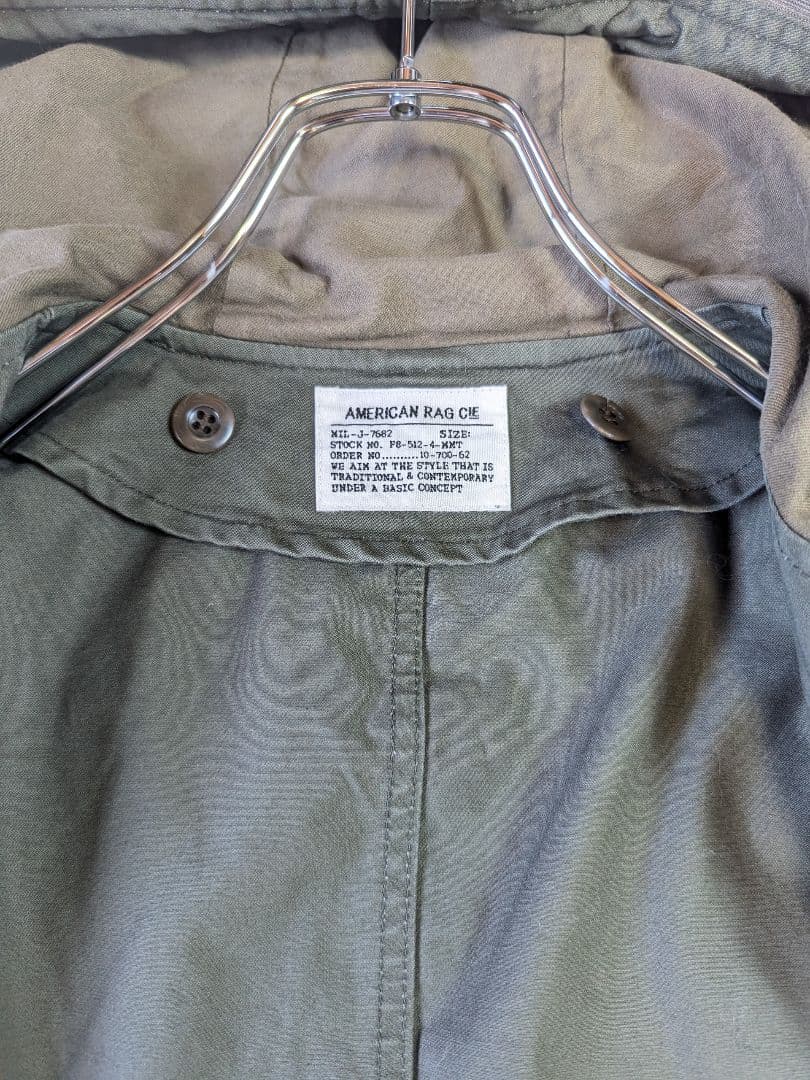 AMERICAN RAG CIE
MIL-J-7682 SIZE:
STOCK NO. F8-512-4-MMT
ORDER NO..........10-700-62
WE AIM AT THE STYLE THAT IS
TRADITIONAL & CONTEMPORARY
UNDER A BASIC CONCEPT